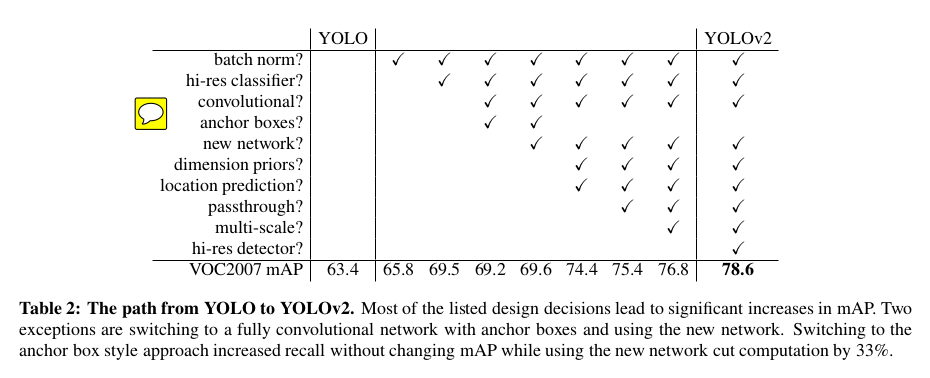 YOLO YOLOv2
batch norm? ✓ ✓ ✓ ✓ ✓ ✓ ✓ ✓
hi-res classifier? ✓ ✓ ✓ ✓ ✓ ✓ ✓
convolutional? ✓ ✓ ✓ ✓ ✓ ✓
anchor boxes? ✓ ✓
new network? ✓ ✓ ✓ ✓ ✓
dimension priors? ✓ ✓ ✓ ✓
location prediction? ✓ ✓ ✓ ✓
passthrough? ✓ ✓ ✓
multi-scale? ✓ ✓
hi-res detector? ✓
VOC2007 mAP 63.4 65.8 69.5 69.2 69.6 74.4 75.4 76.8 78.6
Table 2: The path from YOLO to YOLOv2. Most of the listed design decisions lead to significant increases in mAP. Two
exceptions are switching to a fully convolutional network with anchor boxes and using the new network. Switching to the
anchor box style approach increased recall without changing mAP while using the new network cut computation by 33%.